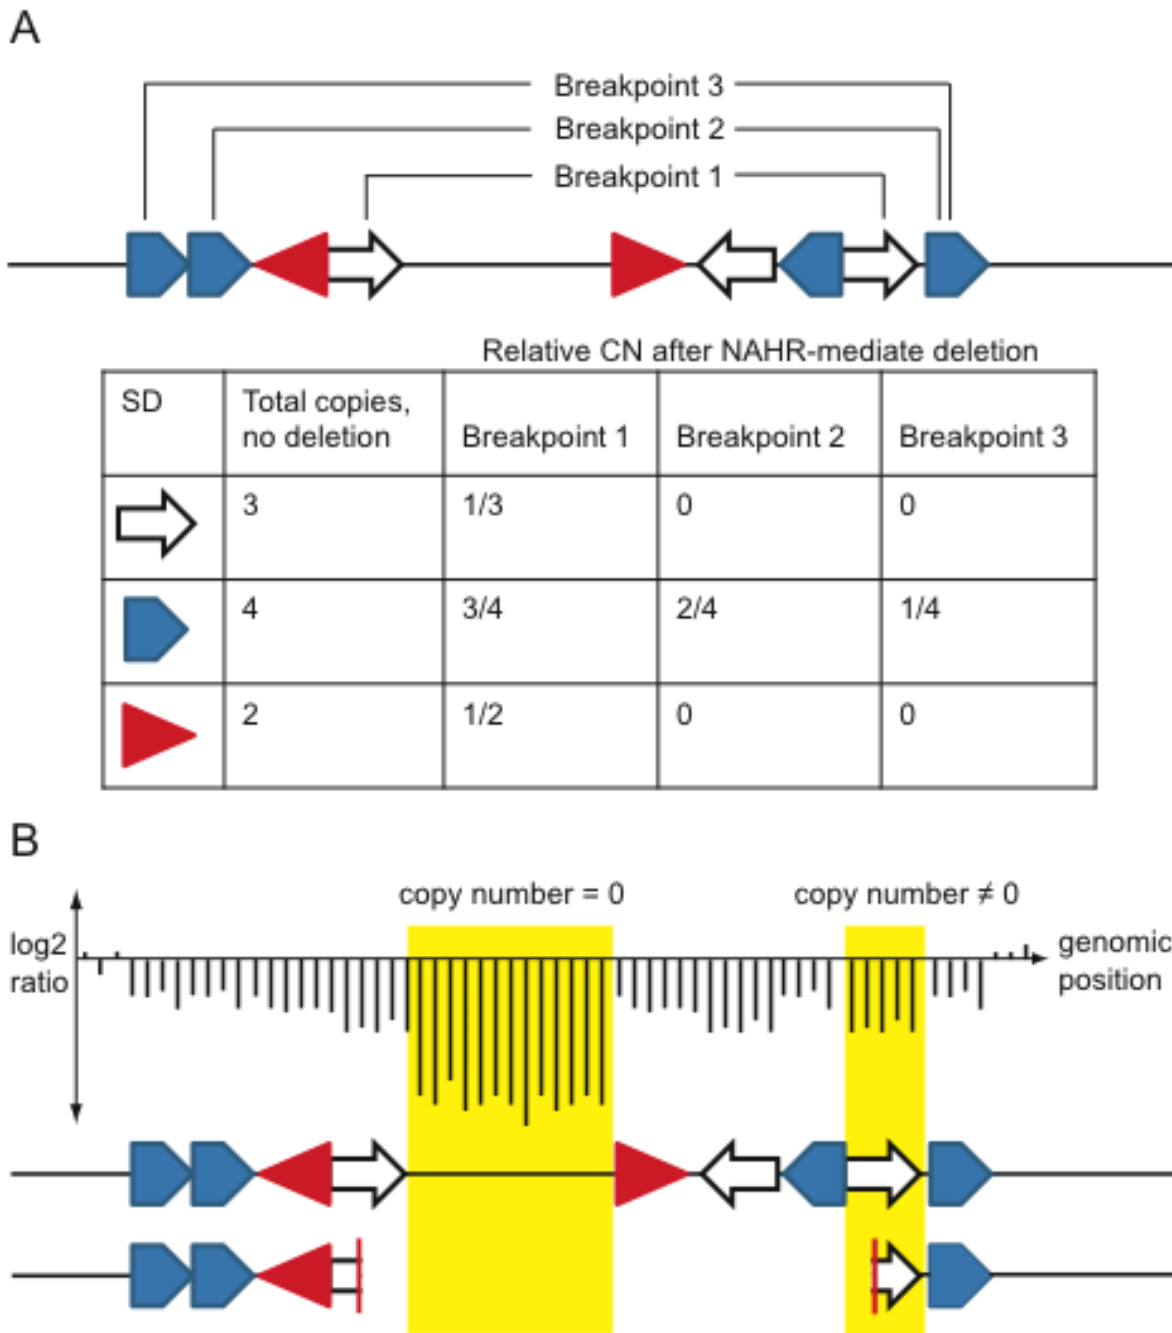 A
Breakpoint 3
Breakpoint 2
Breakpoint 1
Relative CN after NAHR-mediate deletion
SD
Total copies,
no deletion
Breakpoint 1
Breakpoint 2
Breakpoint 3
3
1/3
0
0
4
3/4
2/4
1/4
2
1/2
0
0
B
copy number = 0
copy number ≠ 0
log2
ratio
genomic
position